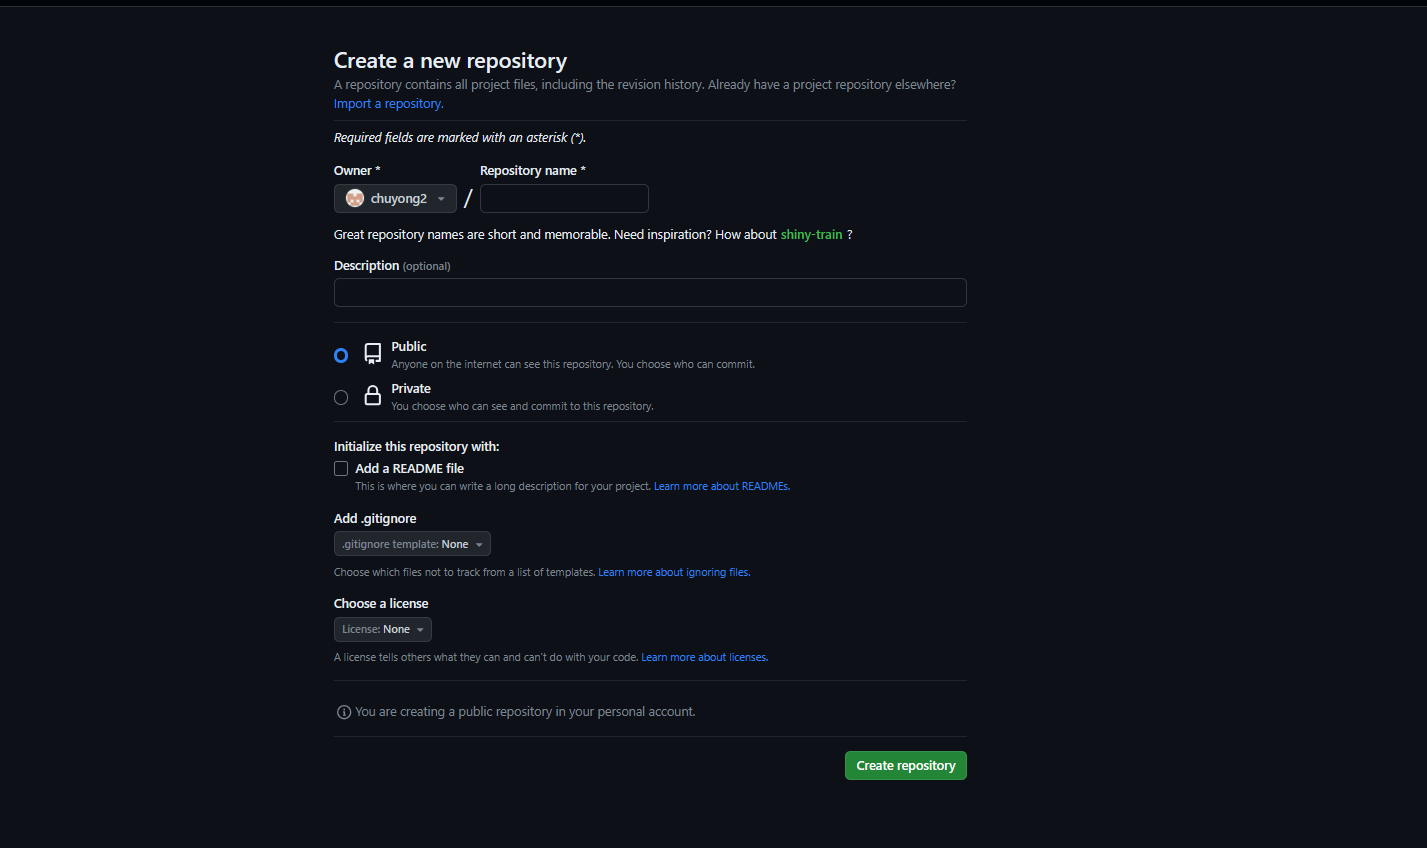 Create a new repository
A repository contains all project files, including the revision history. Already have a project repository elsewhere?
Import a repository.
Required fields are marked with an asterisk (*).
Owner * Repository name *
chuyong2 /
Great repository names are short and memorable. Need inspiration? How about shiny-train ?
Description (optional)
Public
Anyone on the internet can see this repository. You choose who can commit.
Private
You choose who can see and commit to this repository.
Initialize this repository with:
Add a README file
This is where you can write a long description for your project. Learn more about READMEs.
Add .gitignore
.gitignore template: None
Choose which files not to track from a list of templates. Learn more about ignoring files.
Choose a license
License: None
A license tells others what they can and can't do with your code. Learn more about licenses.
You are creating a public repository in your personal account.
Create repository